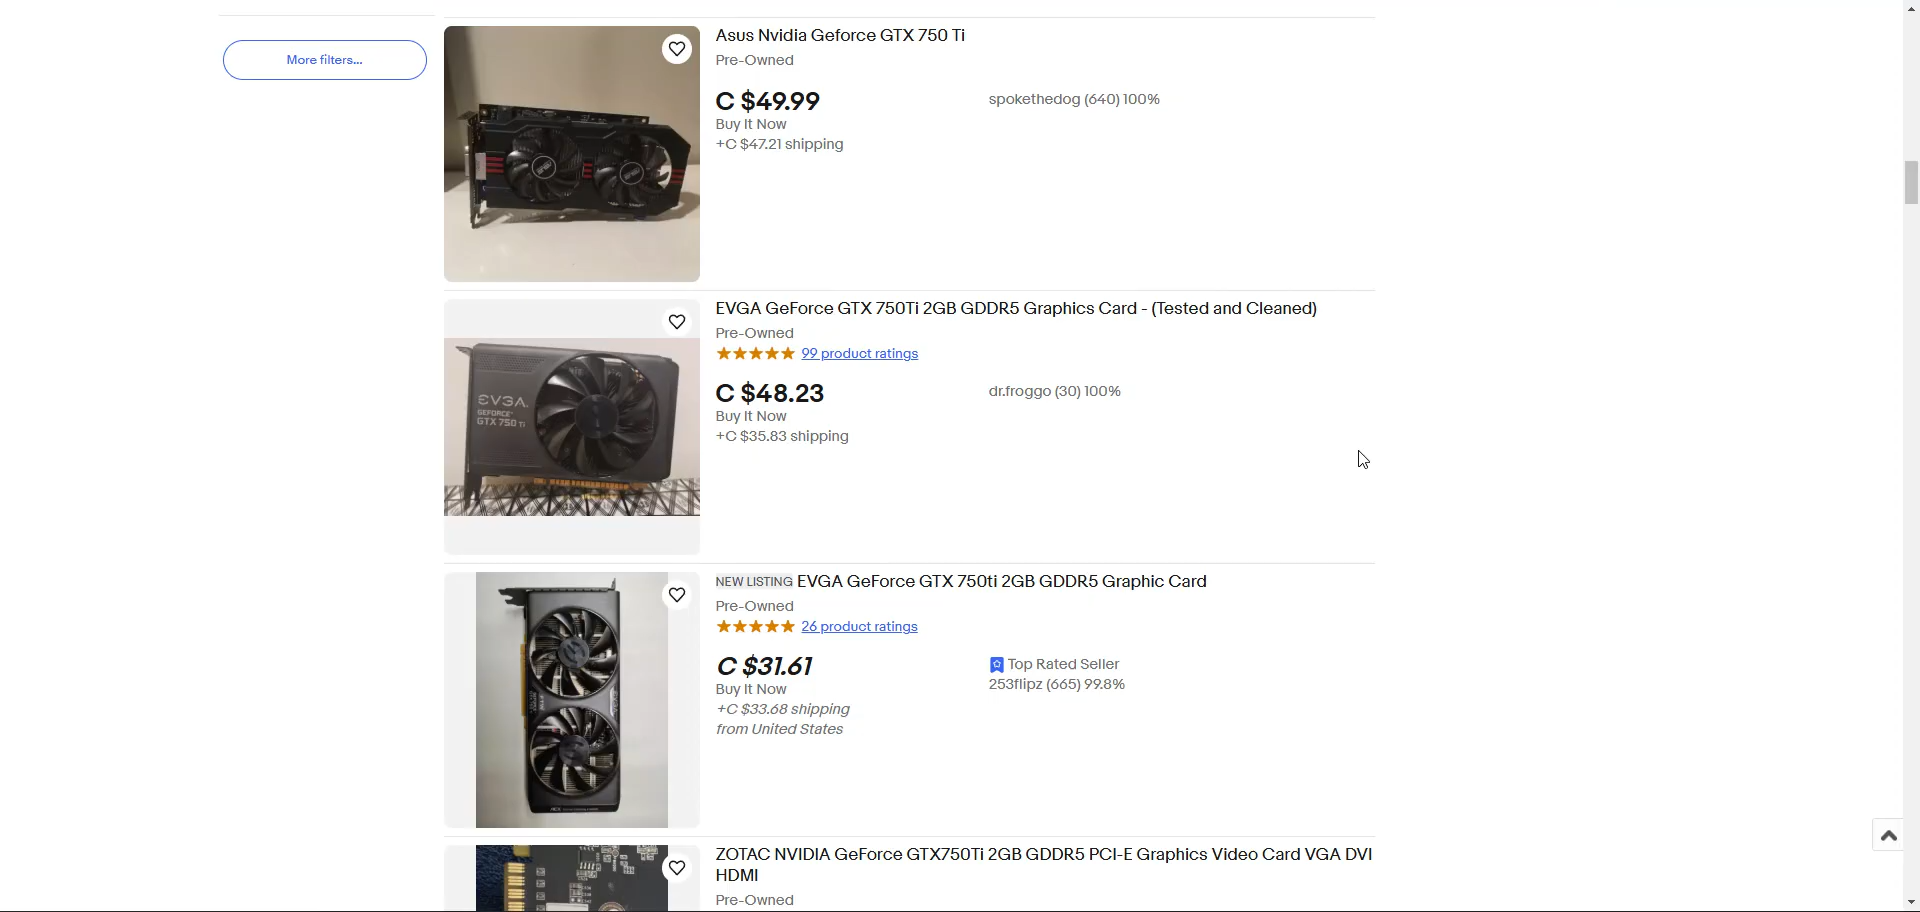 More filters...
Asus Nvidia Geforce GTX 750 Ti
Pre-Owned
C $49.99
spokethedog (640) 100%
Buy It Now
+C $47.21 shipping
EVGA GeForce GTX 750Ti 2GB GDDR5 Graphics Card - (Tested and Cleaned)
Pre-Owned
99 product ratings
C $48.23
dr.froggo (30) 100%
Buy It Now
+C $35.83 shipping
EVGA
GEFORCE
GTX 750 Ti
NEW LISTING EVGA GeForce GTX 750ti 2GB GDDR5 Graphic Card
Pre-Owned
26 product ratings
C $31.61
Top Rated Seller
Buy It Now
253flipz (665) 99.8%
+C $33.68 shipping
from United States
ZOTAC NVIDIA GeForce GTX750Ti 2GB GDDR5 PCI-E Graphics Video Card VGA DVI
HDMI
Pre-Owned